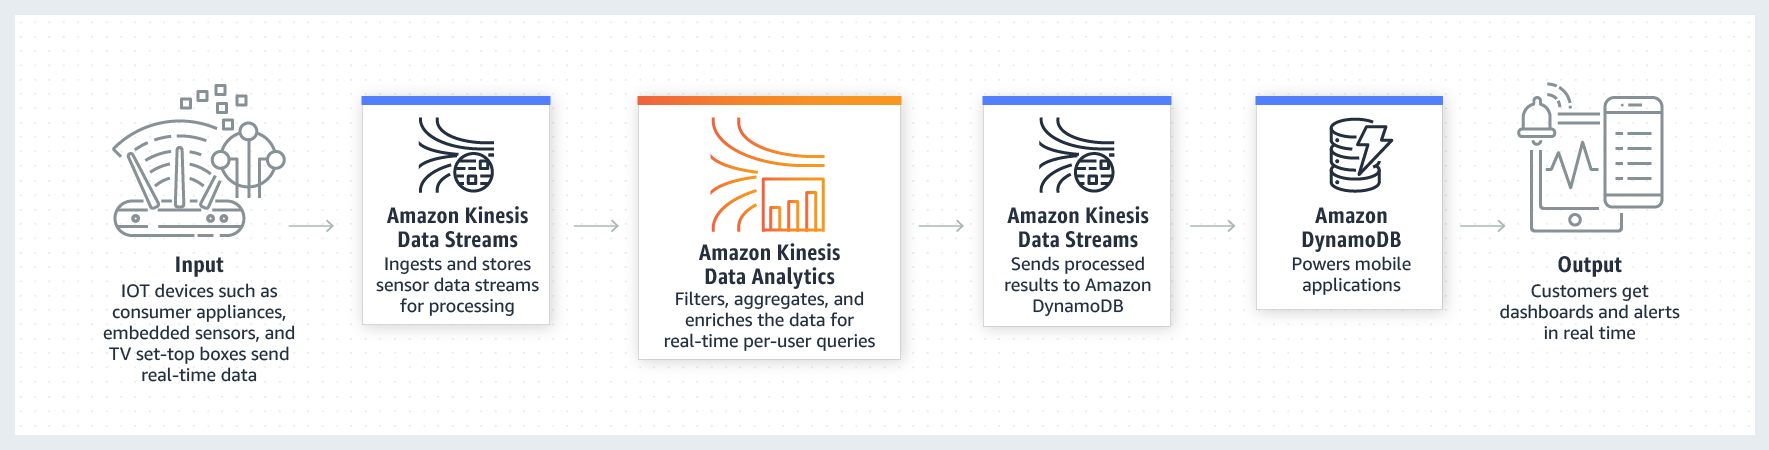 Input
IOT devices such as
consumer appliances,
embedded sensors, and
TV set-top boxes send
real-time data
Amazon Kinesis
Data Streams
Ingests and stores
sensor data streams
for processing
Amazon Kinesis
Data Analytics
Filters, aggregates, and
enriches the data for
real-time per-user queries
Amazon Kinesis
Data Streams
Sends processed
results to Amazon
DynamoDB
Amazon
DynamoDB
Powers mobile
applications
Output
Customers get
dashboards and alerts
in real time